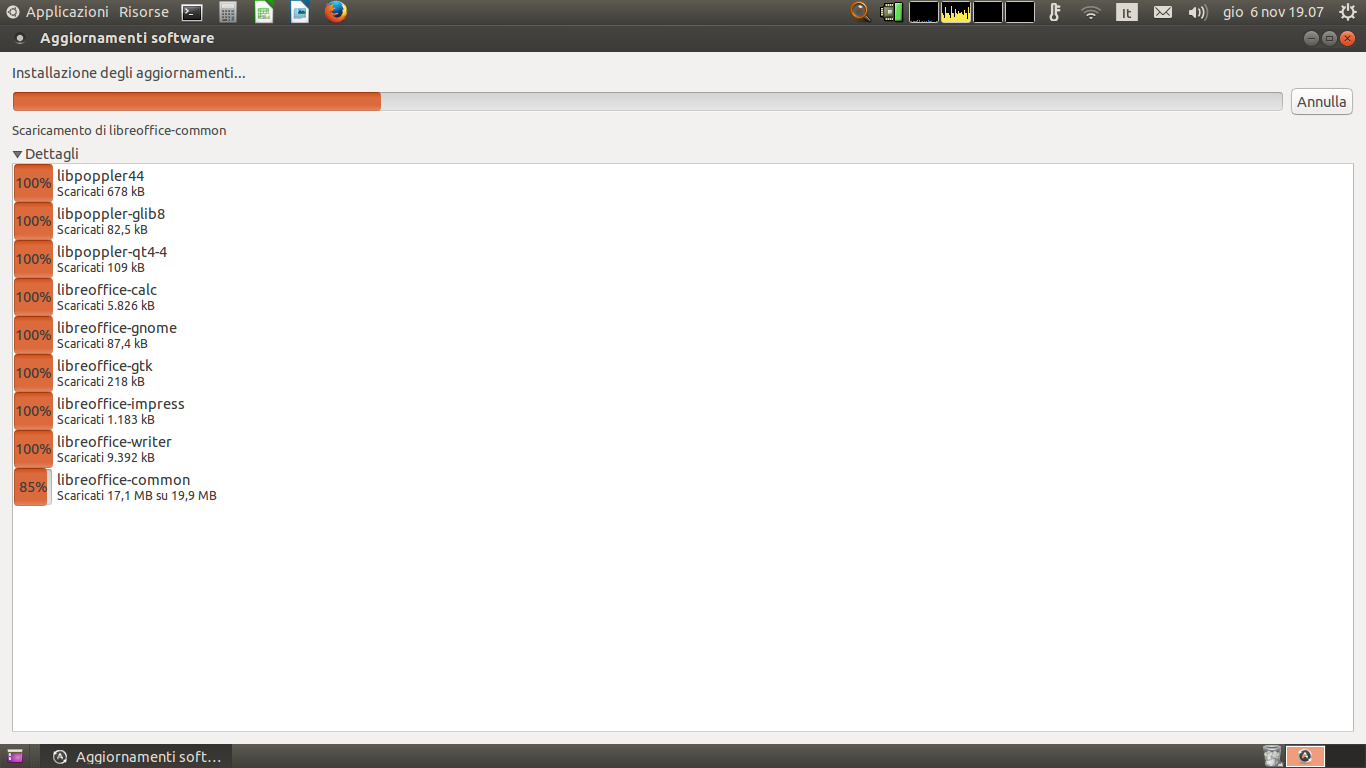 Applicazioni Risorse It gio 6 nov 19.07
Aggiornamenti software
Installazione degli aggiornamenti...
Annulla
Scaricamento di libreoffice-common
Dettagli
100% libpoppler44
Scaricati 678 kB
100% libpoppler-glib8
Scaricati 82,5 kB
100% libpoppler-qt4-4
Scaricati 109 kB
100% libreoffice-calc
Scaricati 5.826 kB
100% libreoffice-gnome
Scaricati 87,4 kB
100% libreoffice-gtk
Scaricati 218 kB
100% libreoffice-impress
Scaricati 1.183 kB
100% libreoffice-writer
Scaricati 9.392 kB
85% libreoffice-common
Scaricati 17,1 MB su 19,9 MB
Aggiornamenti soft...